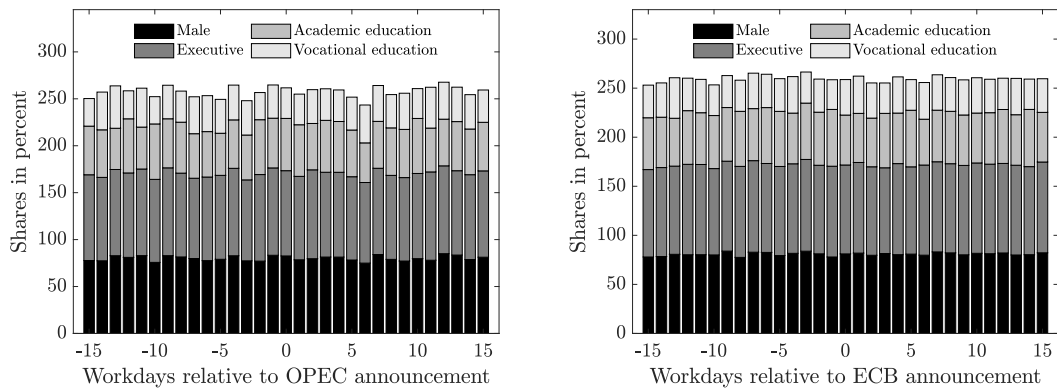 Male
Academic education
Executive
Vocational education
300
250
200
150
100
50
0
Shares in percent
-15 -10 -5 0 5 10 15
Workdays relative to OPEC announcement
Male
Academic education
Executive
Vocational education
300
250
200
150
100
50
0
Shares in percent
-15 -10 -5 0 5 10 15
Workdays relative to ECB announcement